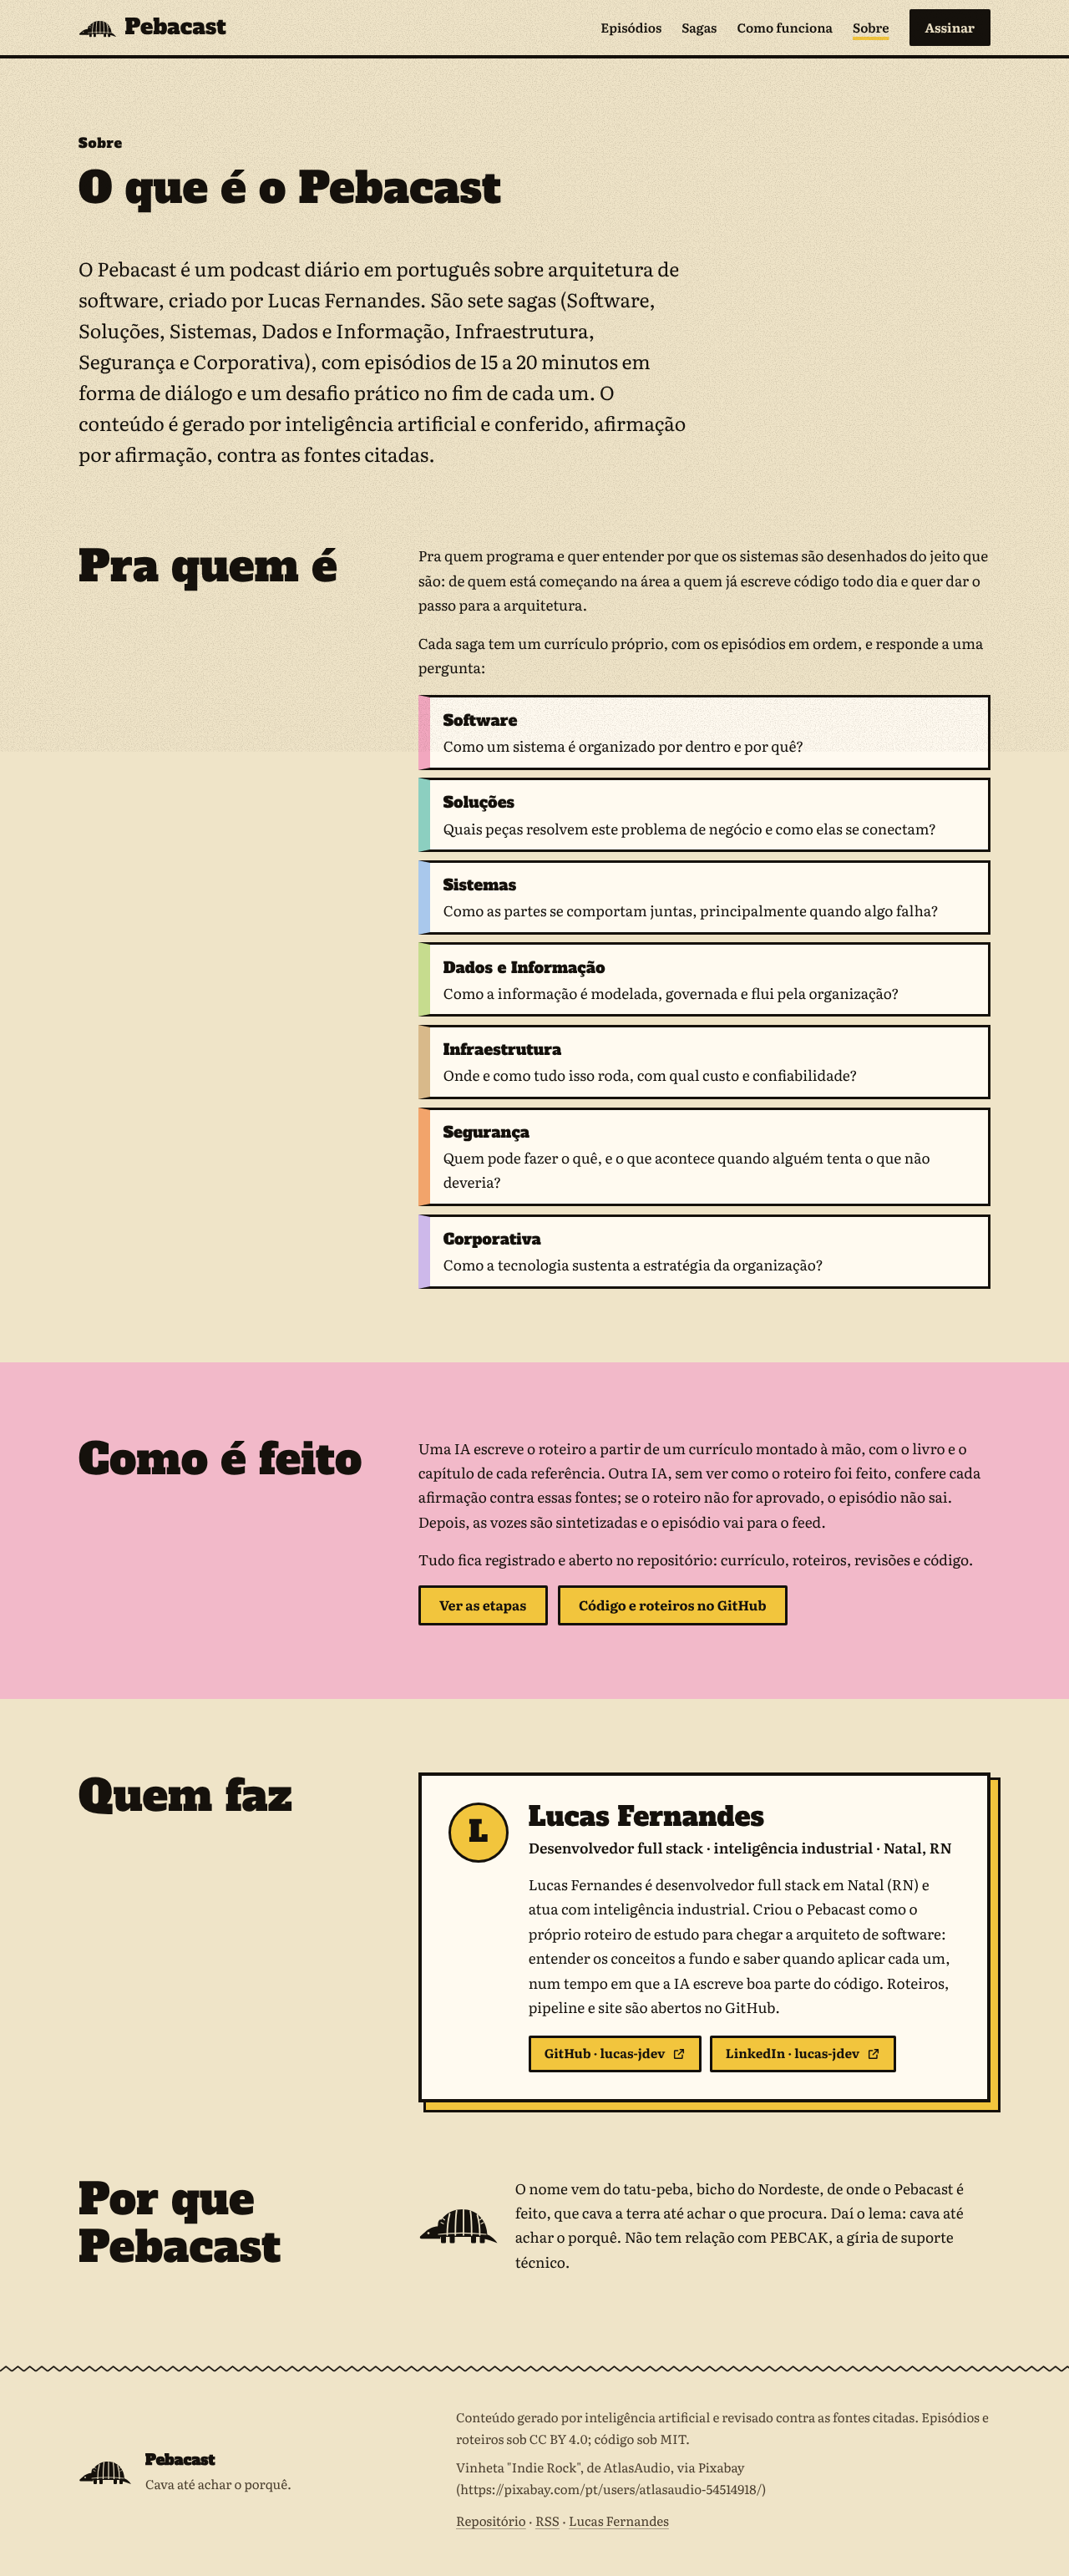 Pebacast
Episódios Sagas Como funciona Sobre Assinar
Sobre
O que é o Pebacast
O Pebacast é um podcast diário em português sobre arquitetura de
software, criado por Lucas Fernandes. São sete sagas (Software,
Soluções, Sistemas, Dados e Informação, Infraestrutura,
Segurança e Corporativa), com episódios de 15 a 20 minutos em
forma de diálogo e um desafio prático no fim de cada um. O
conteúdo é gerado por inteligência artificial e conferido, afirmação
por afirmação, contra as fontes citadas.
Pra quem é
Pra quem programa e quer entender por que os sistemas são desenhados do jeito que
são: de quem está começando na área a quem já escreve código todo dia e quer dar o
passo para a arquitetura.
Cada saga tem um currículo próprio, com os episódios em ordem, e responde a uma
pergunta:
Software
Como um sistema é organizado por dentro e por quê?
Soluções
Quais peças resolvem este problema de negócio e como elas se conectam?
Sistemas
Como as partes se comportam juntas, principalmente quando algo falha?
Dados e Informação
Como a informação é modelada, governada e flui pela organização?
Infraestrutura
Onde e como tudo isso roda, com qual custo e confiabilidade?
Segurança
Quem pode fazer o quê, e o que acontece quando alguém tenta o que não
deveria?
Corporativa
Como a tecnologia sustenta a estratégia da organização?
Como é feito
Uma IA escreve o roteiro a partir de um currículo montado à mão, com o livro e o
capítulo de cada referência. Outra IA, sem ver como o roteiro foi feito, confere cada
afirmação contra essas fontes; se o roteiro não for aprovado, o episódio não sai.
Depois, as vozes são sintetizadas e o episódio vai para o feed.
Tudo fica registrado e aberto no repositório: currículo, roteiros, revisões e código.
Ver as etapas Código e roteiros no GitHub
Quem faz
L
Lucas Fernandes
Desenvolvedor full stack · inteligência industrial · Natal, RN
Lucas Fernandes é desenvolvedor full stack em Natal (RN) e
atua com inteligência industrial. Criou o Pebacast como o
próprio roteiro de estudo para chegar a arquiteto de software:
entender os conceitos a fundo e saber quando aplicar cada um,
num tempo em que a IA escreve boa parte do código. Roteiros,
pipeline e site são abertos no GitHub.
GitHub · lucas-jdev LinkedIn · lucas-jdev
Por que
Pebacast
O nome vem do tatu-peba, bicho do Nordeste, de onde o Pebacast é
feito, que cava a terra até achar o que procura. Daí o lema: cava até
achar o porquê. Não tem relação com PEBCAK, a gíria de suporte
técnico.
Pebacast
Cava até achar o porquê.
Conteúdo gerado por inteligência artificial e revisado contra as fontes citadas. Episódios e
roteiros sob CC BY 4.0; código sob MIT.
Vinheta "Indie Rock", de AtlasAudio, via Pixabay
(https://pixabay.com/pt/users/atlasaudio-54514918/)
Repositório · RSS · Lucas Fernandes